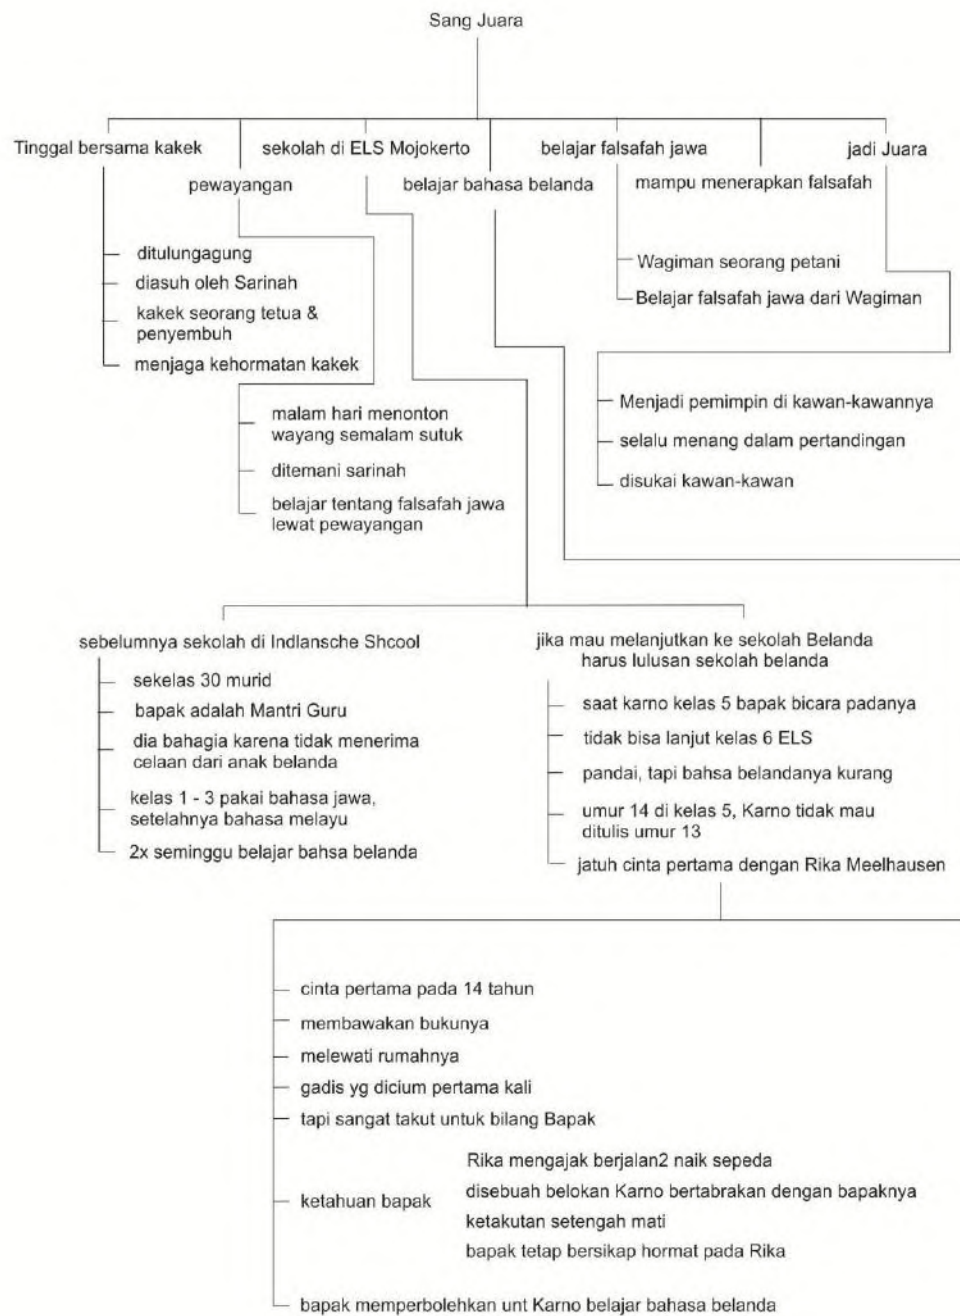 Sang Juara
Tinggal bersama kakek
sekolah di ELS Mojokerto
belajar falsafah jawa
jadi Juara
pewayangan
belajar bahasa belanda
mampu menerapkan falsafah
ditulungagung
diasuh oleh Sarinah
kakek seorang tetua &
penyembuh
menjaga kehormatan kakek
Wagiman seorang petani
Belajar falsafah jawa dari Wagiman
malam hari menonton
wayang semalam sutuk
ditemani sarinah
belajar tentang falsafah jawa
lewat pewayangan
Menjadi pemimpin di kawan-kawannya
selalu menang dalam pertandingan
disukai kawan-kawan
sebelumnya sekolah di Indlansche Shcool
sekelas 30 murid
bapak adalah Mantri Guru
dia bahagia karena tidak menerima
celaan dari anak belanda
kelas 1 - 3 pakai bahasa jawa,
setelahnya bahasa melayu
2x seminggu belajar bahsa belanda
jika mau melanjutkan ke sekolah Belanda
harus lulusan sekolah belanda
saat karno kelas 5 bapak bicara padanya
tidak bisa lanjut kelas 6 ELS
pandai, tapi bahsa belandanya kurang
umur 14 di kelas 5, Karno tidak mau
ditulis umur 13
jatuh cinta pertama dengan Rika Meelhausen
cinta pertama pada 14 tahun
membawakan bukunya
melewati rumahnya
gadis yg dicium pertama kali
tapi sangat takut untuk bilang Bapak
ketahuan bapak
Rika mengajak berjalan2 naik sepeda
disebuah belokan Karno bertabrakan dengan bapaknya
ketakutan setengah mati
bapak tetap bersikap hormat pada Rika
bapak memperbolehkan unt Karno belajar bahasa belanda